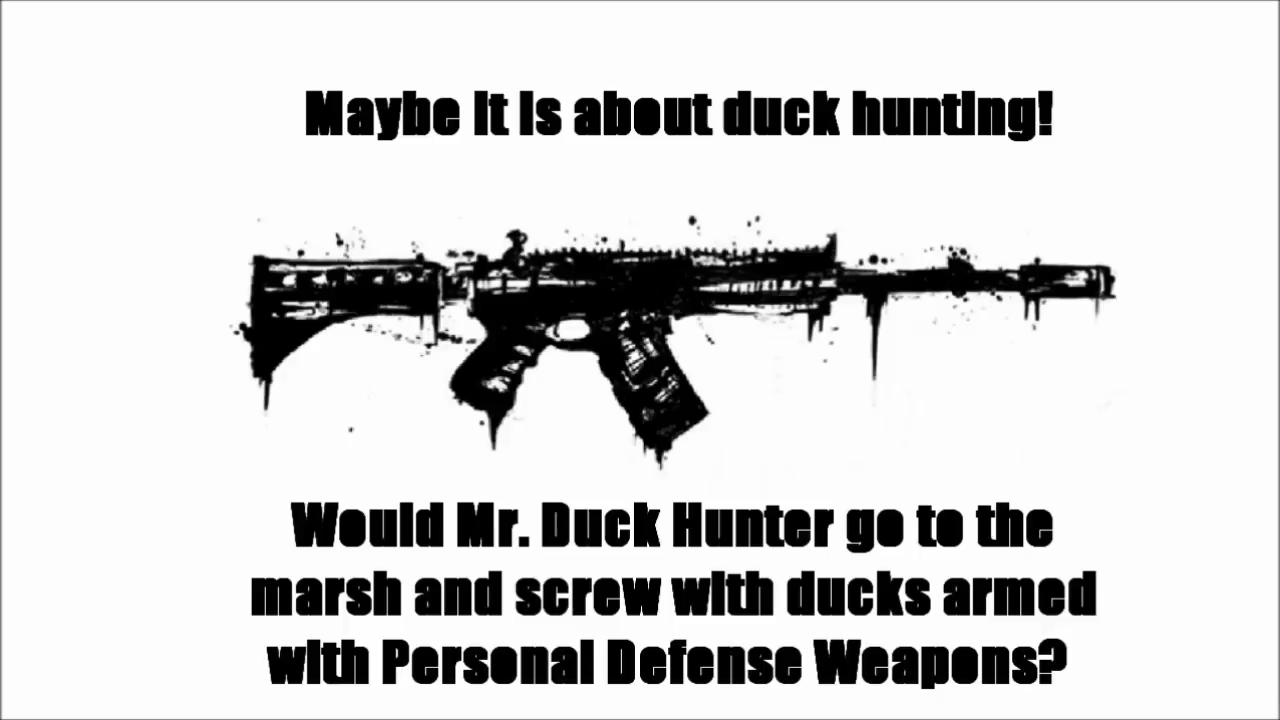 Maybe it is about duck hunting!
Would Mr. Duck Hunter go to the
marsh and screw with ducks armed
with Personal Defense Weapons?